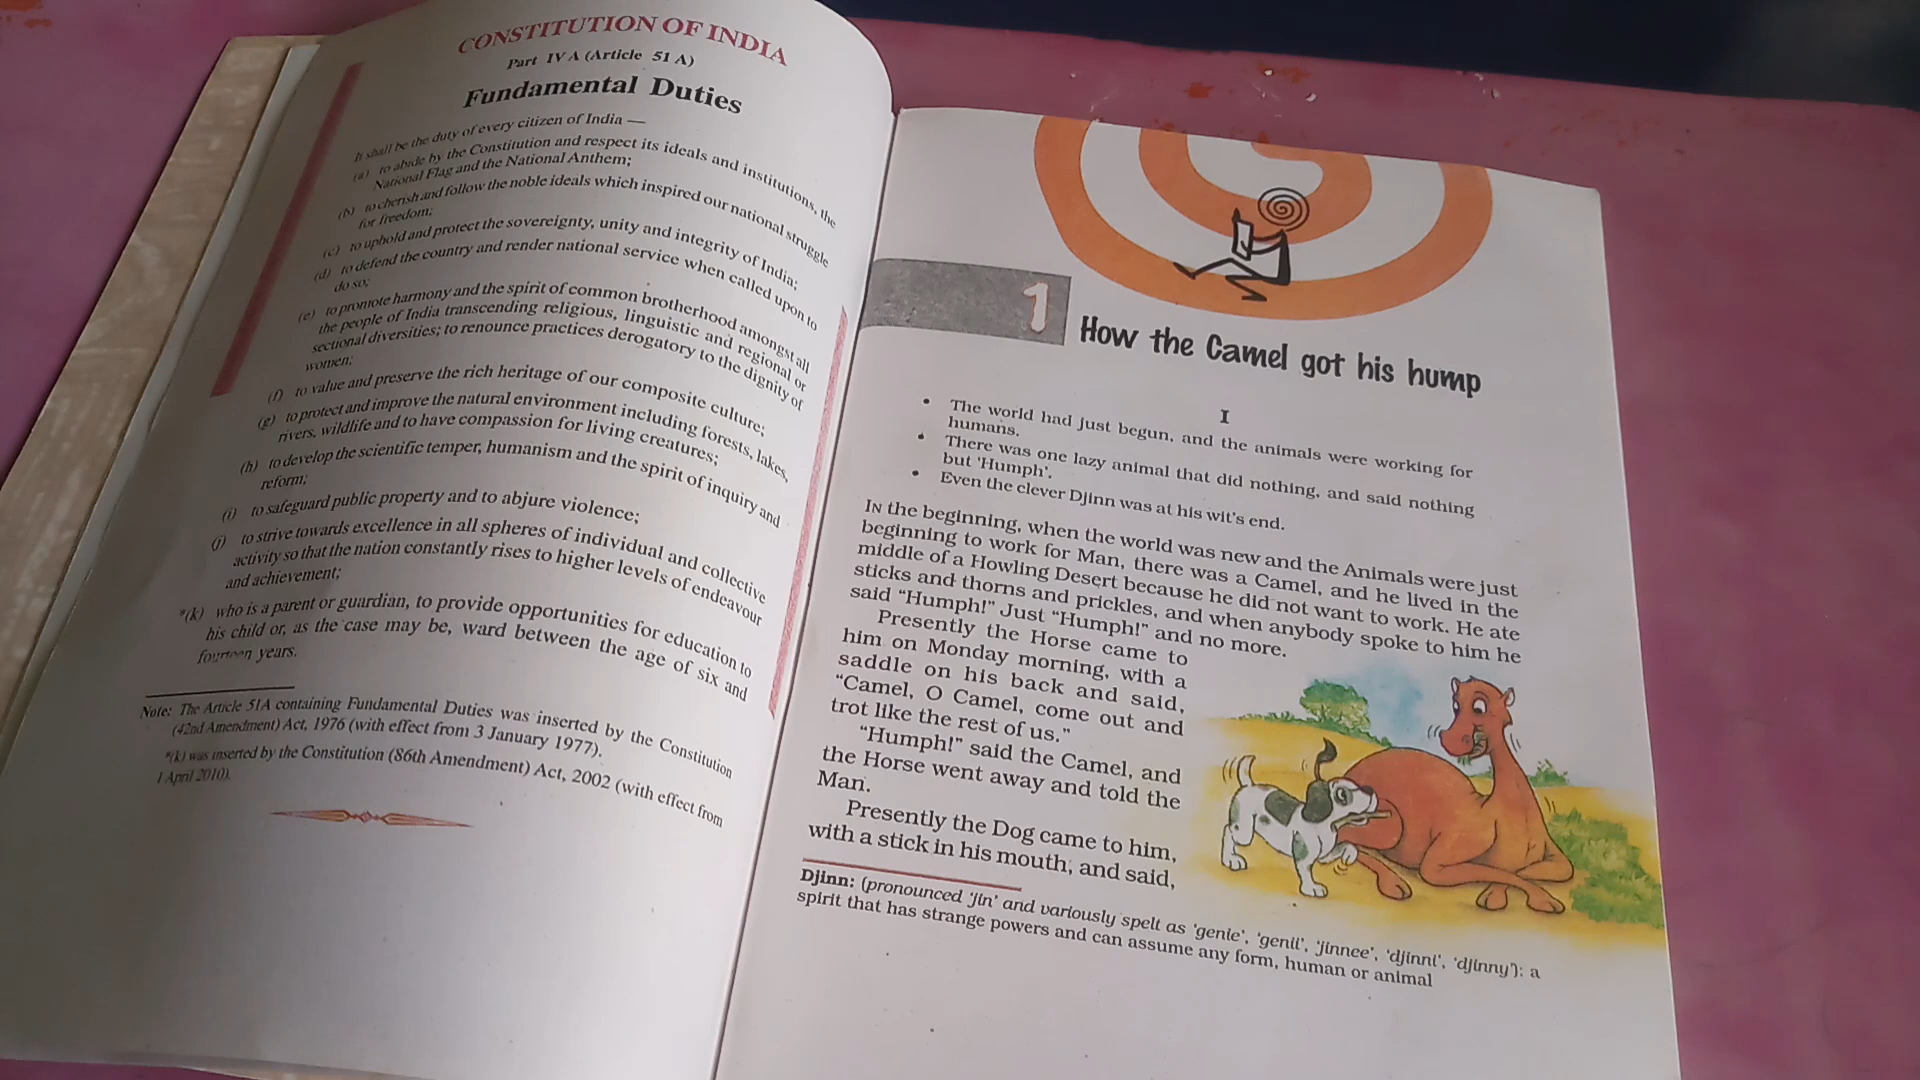 CONSTITUTION OF INDIA
Part IV A (Article 51 A)
Fundamental Duties
It shall be the duty of every citizen of India —
(a) to abide by the Constitution and respect its ideals and institutions, the
National Flag and the National Anthem;
(b) to cherish and follow the noble ideals which inspired our national struggle
for freedom;
(c) to uphold and protect the sovereignty, unity and integrity of India;
(d) to defend the country and render national service when called upon to
do so;
(e) to promote harmony and the spirit of common brotherhood amongst all
the people of India transcending religious, linguistic and regional or
sectional diversities; to renounce practices derogatory to the dignity of
women;
(f) to value and preserve the rich heritage of our composite culture;
(g) to protect and improve the natural environment including forests, lakes,
rivers, wildlife and to have compassion for living creatures;
(h) to develop the scientific temper, humanism and the spirit of inquiry and
reform;
(i) to safeguard public property and to abjure violence;
(j) to strive towards excellence in all spheres of individual and collective
activity so that the nation constantly rises to higher levels of endeavour
and achievement;
*(k) who is a parent or guardian, to provide opportunities for education to
his child or, as the case may be, ward between the age of six and
fourteen years.
Note: The Article 51A containing Fundamental Duties was inserted by the Constitution
(42nd Amendment) Act, 1976 (with effect from 3 January 1977).
*(k) was inserted by the Constitution (86th Amendment) Act, 2002 (with effect from
1 April 2010).
1
How the Camel got his hump
I
• The world had just begun, and the animals were working for
humans.
• There was one lazy animal that did nothing, and said nothing
but ‘Humph’.
• Even the clever Djinn was at his wit's end.
IN the beginning, when the world was new and the Animals were just
beginning to work for Man, there was a Camel, and he lived in the
middle of a Howling Desert because he did not want to work. He ate
sticks and thorns and prickles, and when anybody spoke to him he
said “Humph!” Just “Humph!” and no more.
Presently the Horse came to
him on Monday morning, with a
saddle on his back and said,
“Camel, O Camel, come out and
trot like the rest of us.”
“Humph!” said the Camel, and
the Horse went away and told the
Man.
Presently the Dog came to him,
with a stick in his mouth, and said,
Djinn: (pronounced ‘jin’ and variously spelt as ‘genie’, ‘genii’, ‘jinnee’, ‘djinni’, ‘djinny’): a
spirit that has strange powers and can assume any form, human or animal